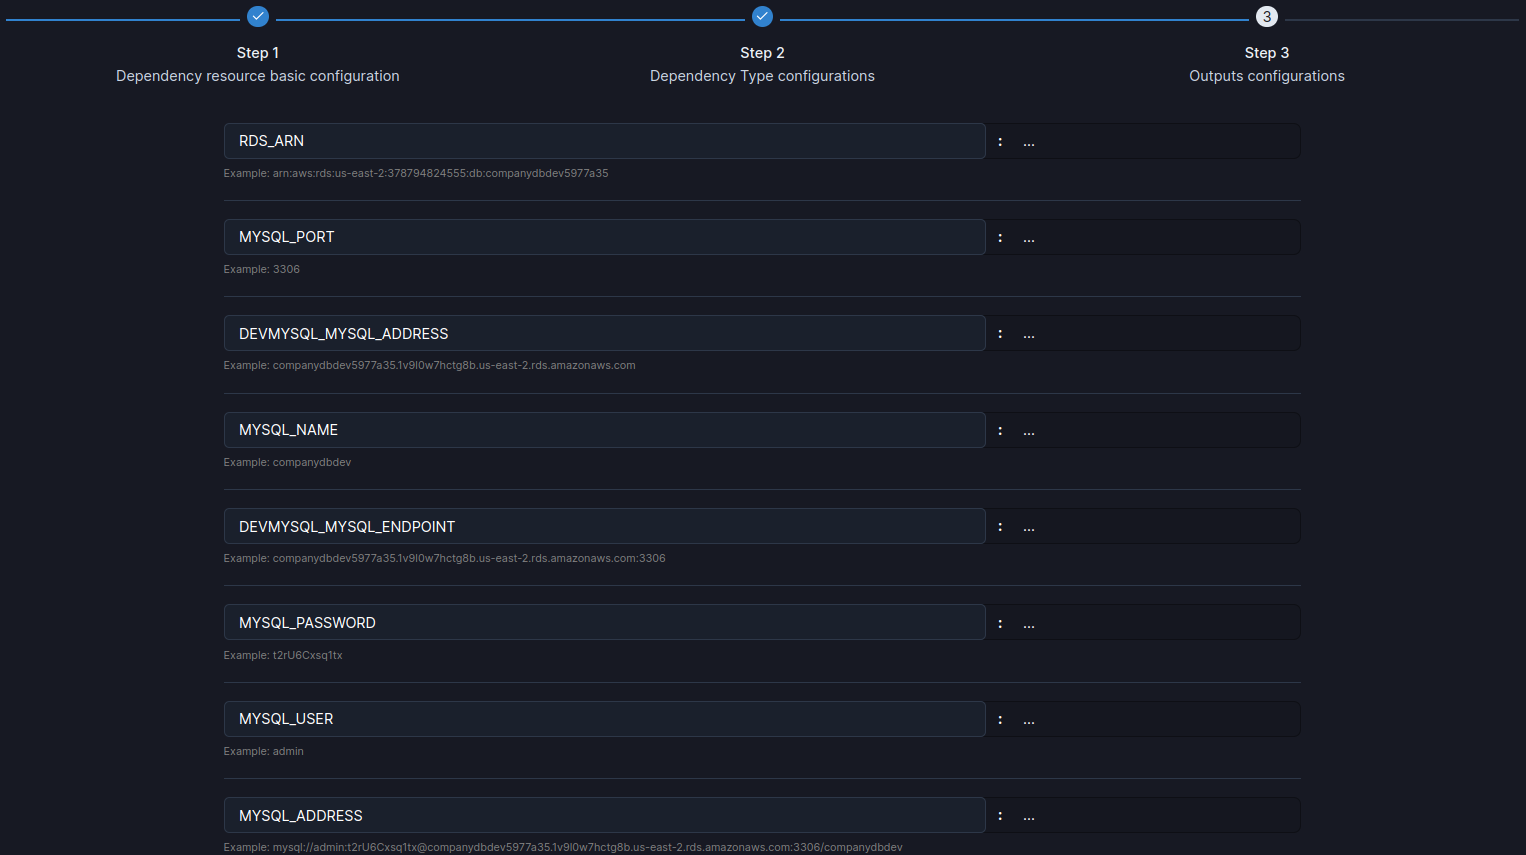 3
Step 1
Dependency resource basic configuration
Step 2
Dependency Type configurations
Step 3
Outputs configurations
RDS_ARN : ...
Example: arn:aws:rds:us-east-2:378794824555:db:companydbdev5977a35
MYSQL_PORT : ...
Example: 3306
DEVMYSQL_MYSQL_ADDRESS : ...
Example: companydbdev5977a35.1v9l0w7hctg8b.us-east-2.rds.amazonaws.com
MYSQL_NAME : ...
Example: companydbdev
DEVMYSQL_MYSQL_ENDPOINT : ...
Example: companydbdev5977a35.1v9l0w7hctg8b.us-east-2.rds.amazonaws.com:3306
MYSQL_PASSWORD : ...
Example: t2rU6Cxsq1tx
MYSQL_USER : ...
Example: admin
MYSQL_ADDRESS : ...
Example: mysql://admin:t2rU6Cxsq1tx@companydbdev5977a35.1v9l0w7hctg8b.us-east-2.rds.amazonaws.com:3306/companydbdev